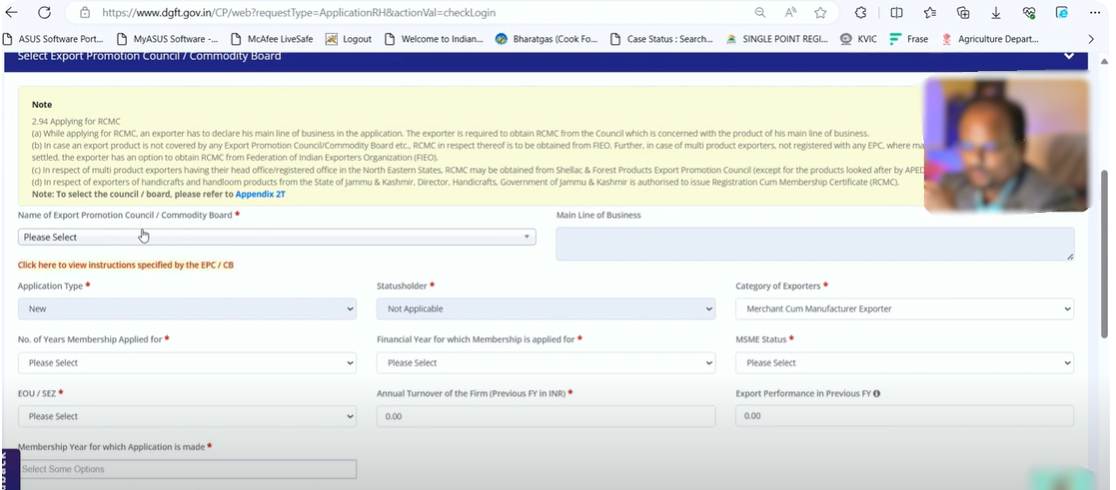 https://www.dgft.gov.in/CP/web?requestType=ApplicationRH&actionVal=checkLogin
ASUS Software Port... MyASUS Software -... McAfee LiveSafe Logout Welcome to Indian... Bharatgas (Cook Fo... Case Status : Search... SINGLE POINT REGI... KVIC Frase Agriculture Depart...
Select Export Promotion Council / Commodity Board
Note
2.94 Applying for RCMC
(a) While applying for RCMC, an exporter has to declare his main line of business in the application. The exporter is required to obtain RCMC from the Council which is concerned with the product of his main line of business.
(b) In case an export product is not covered by any Export Promotion Council/Commodity Board etc., RCMC in respect thereof is to be obtained from FIEO. Further, in case of multi product exporters, not registered with any EPC, where ma
settled, the exporter has an option to obtain RCMC from Federation of Indian Exporters Organization (FIEO).
(c) In respect of multi product exporters having their head office/registered office in the North Eastern States, RCMC may be obtained from Shellac & Forest Products Export Promotion Council (except for the products looked after by APED
(d) In respect of exporters of handicrafts and handloom products from the State of Jammu & Kashmir, Director, Handicrafts, Government of Jammu & Kashmir is authorised to issue Registration Cum Membership Certificate (RCMC).
Note: To select the council / board, please refer to Appendix 2T
Name of Export Promotion Council / Commodity Board * Main Line of Business
Please Select
Click here to view instructions specified by the EPC / CB
Application Type * Statusholder * Category of Exporters *
New Not Applicable Merchant Cum Manufacturer Exporter
No. of Years Membership Applied for * Financial Year for which Membership is applied for * MSME Status *
Please Select Please Select Please Select
EOU / SEZ * Annual Turnover of the Firm (Previous FY in INR) * Export Performance in Previous FY
Please Select 0.00 0.00
Membership Year for which Application is made *
Select Some Options